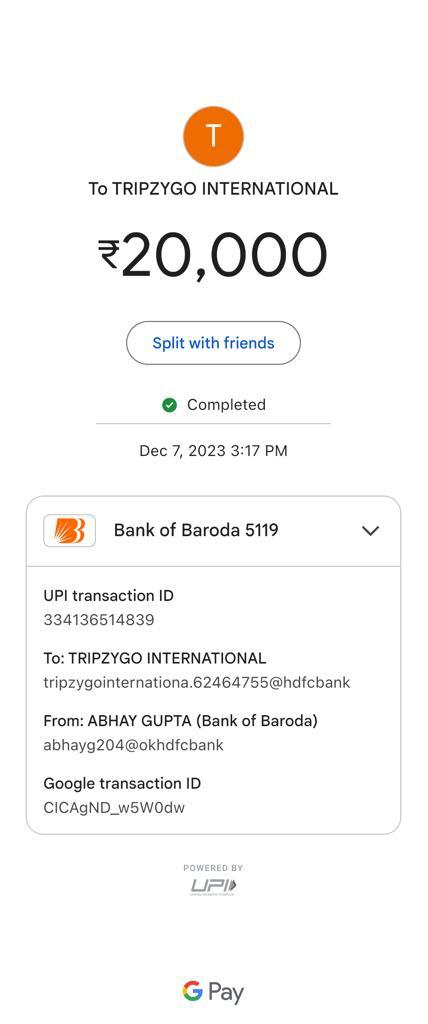 T
To TRIPZYGO INTERNATIONAL
₹20,000
Split with friends
Completed
Dec 7, 2023 3:17 PM
Bank of Baroda 5119
UPI transaction ID
334136514839
To: TRIPZYGO INTERNATIONAL
tripzygointernationa.62464755@hdfcbank
From: ABHAY GUPTA (Bank of Baroda)
abhayg204@okhdfcbank
Google transaction ID
CICAgND_w5W0dw
POWERED BY
UPI
G Pay